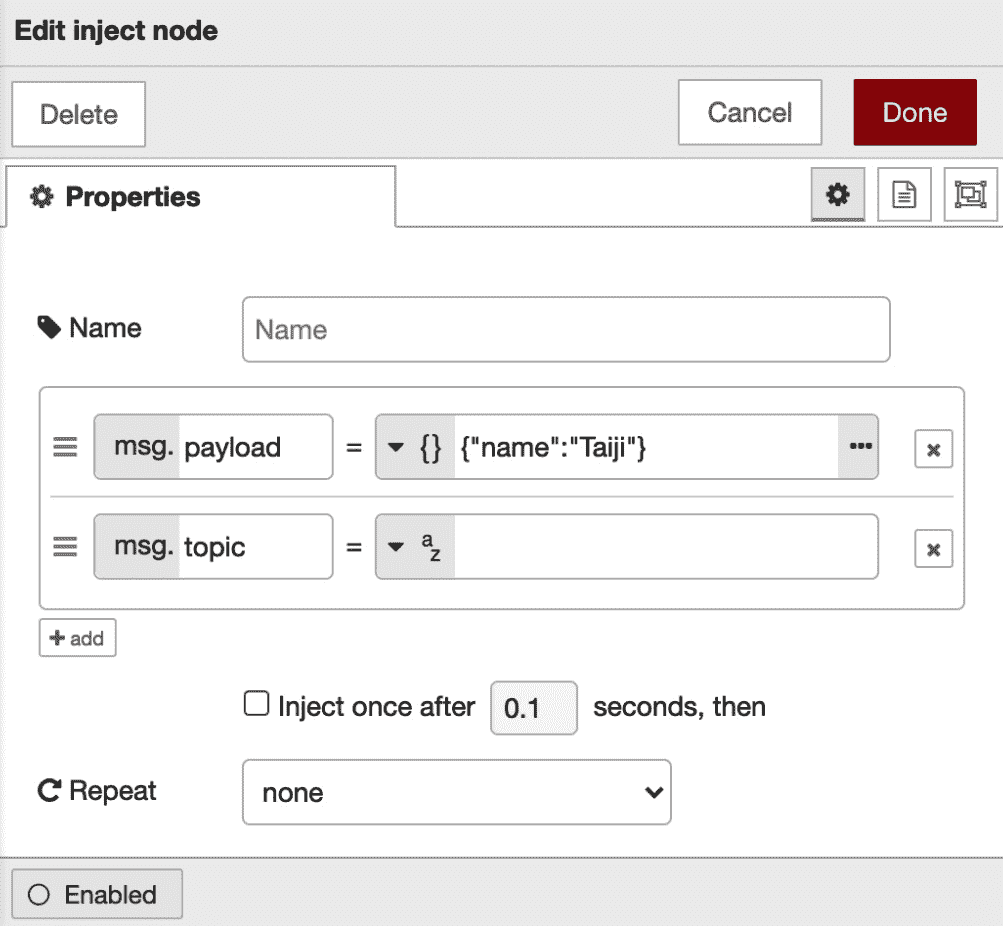 Edit inject node
Delete Cancel Done
Properties
Name Name
msg. payload = {} {"name":"Taiji"} •••
msg. topic = az
+ add
Inject once after 0.1 seconds, then
Repeat none
Enabled